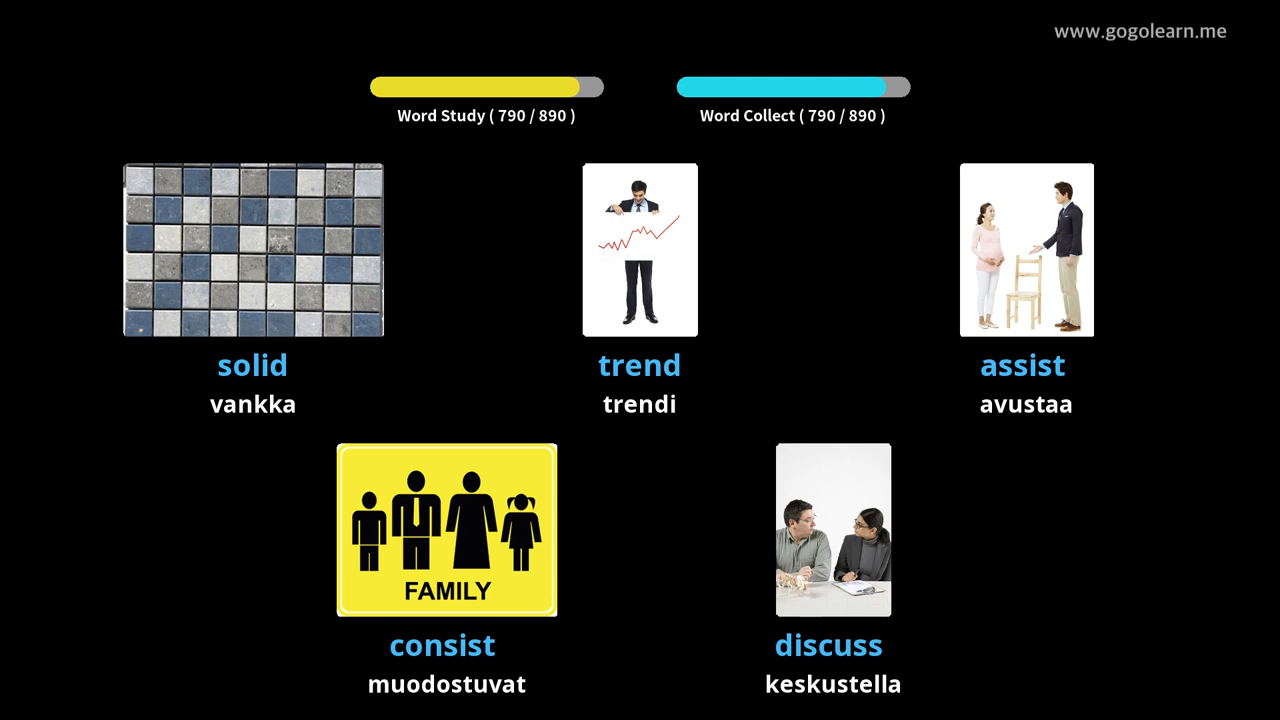 www.gogolearn.me
Word Study ( 790 / 890 )
Word Collect ( 790 / 890 )
solid
vankka
trend
trendi
assist
avustaa
FAMILY
consist
muodostuvat
discuss
keskustella